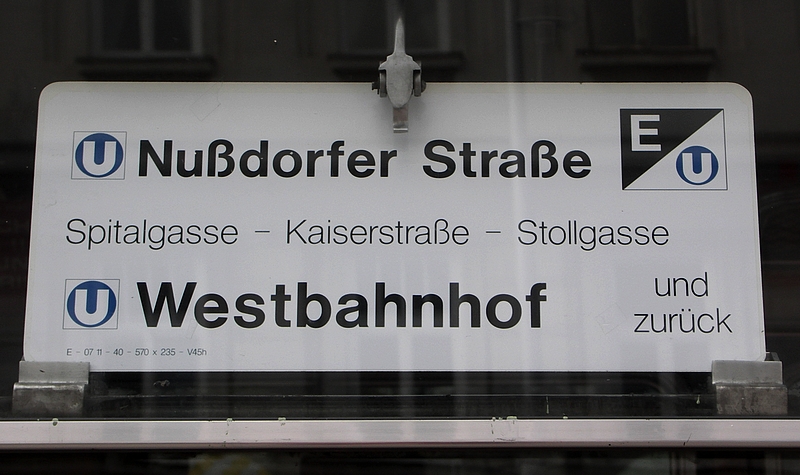 U Nußdorfer Straße E U
Spitalgasse – Kaiserstraße – Stollgasse
U Westbahnhof
und
zurück
E - 07 11 - 40 - 570 x 235 - V45h